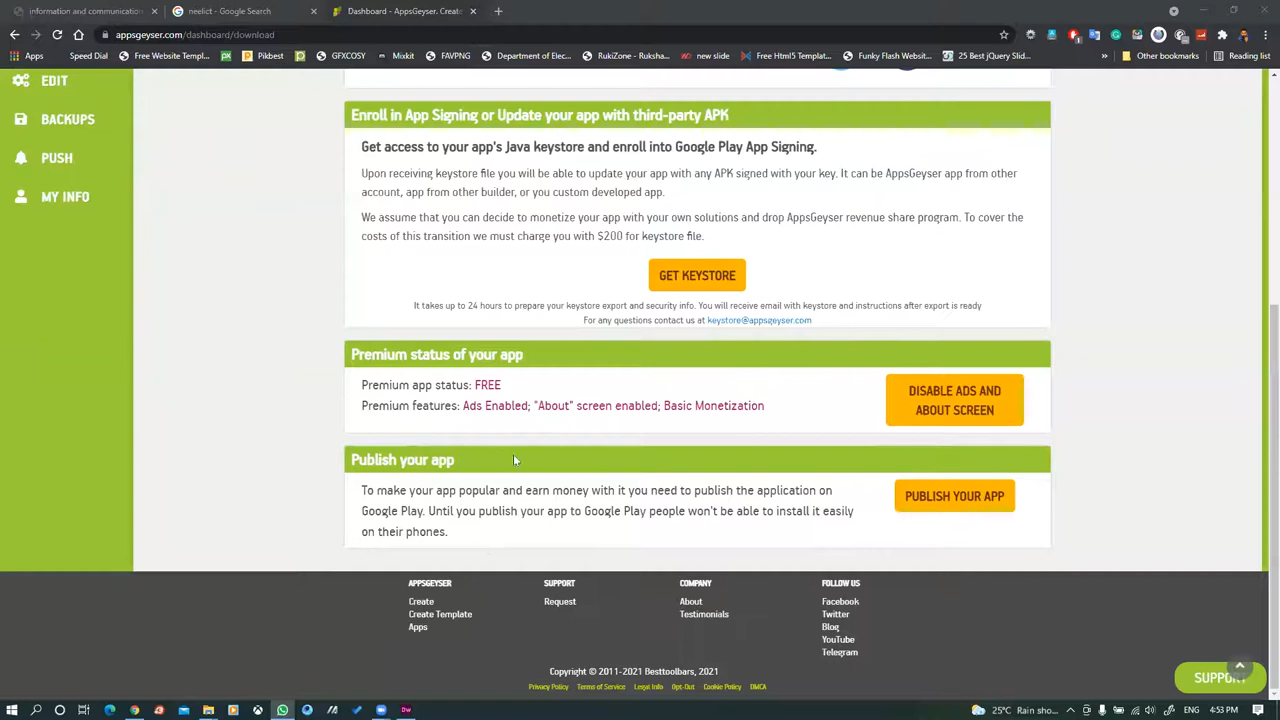 information and communication
neelict - Google Search
Dashboard - AppsGeyser. Create
appsgeyser.com/dashboard/download
Apps
Speed Dial
Free Website Templ...
Pikbest
GFXCOSY
Mixkit
FAVPNG
Department of Elec...
RukiZone - Ruksha...
new slide
Free Html5 Templat...
Funky Flash Website...
25 Best jQuery Slid...
Other bookmarks
Reading list
EDIT
BACKUPS
PUSH
MY INFO
Enroll in App Signing or Update your app with third-party APK
Get access to your app's Java keystore and enroll into Google Play App Signing.
Upon receiving keystore file you will be able to update your app with any APK signed with your key. It can be AppsGeyser app from other
account, app from other builder, or you custom developed app.
We assume that you can decide to monetize your app with your own solutions and drop AppsGeyser revenue share program. To cover the
costs of this transition we must charge you with $200 for keystore file.
GET KEYSTORE
It takes up to 24 hours to prepare your keystore export and security info. You will receive email with keystore and instructions after export is ready
For any questions contact us at keystore@appsgeyser.com
Premium status of your app
Premium app status: FREE
Premium features: Ads Enabled; "About" screen enabled; Basic Monetization
DISABLE ADS AND
ABOUT SCREEN
Publish your app
To make your app popular and earn money with it you need to publish the application on
Google Play. Until you publish your app to Google Play people won't be able to install it easily
on their phones.
PUBLISH YOUR APP
APPSGEYSER
Create
Create Template
Apps
SUPPORT
Request
COMPANY
About
Testimonials
FOLLOW US
Facebook
Twitter
Blog
YouTube
Telegram
Copyright © 2011-2021 Besttoolbars, 2021
Privacy Policy Terms of Service Legal Info Opt-Out Cookie Policy DMCA
SUPPORT
25°C Rain showers
4:53 PM